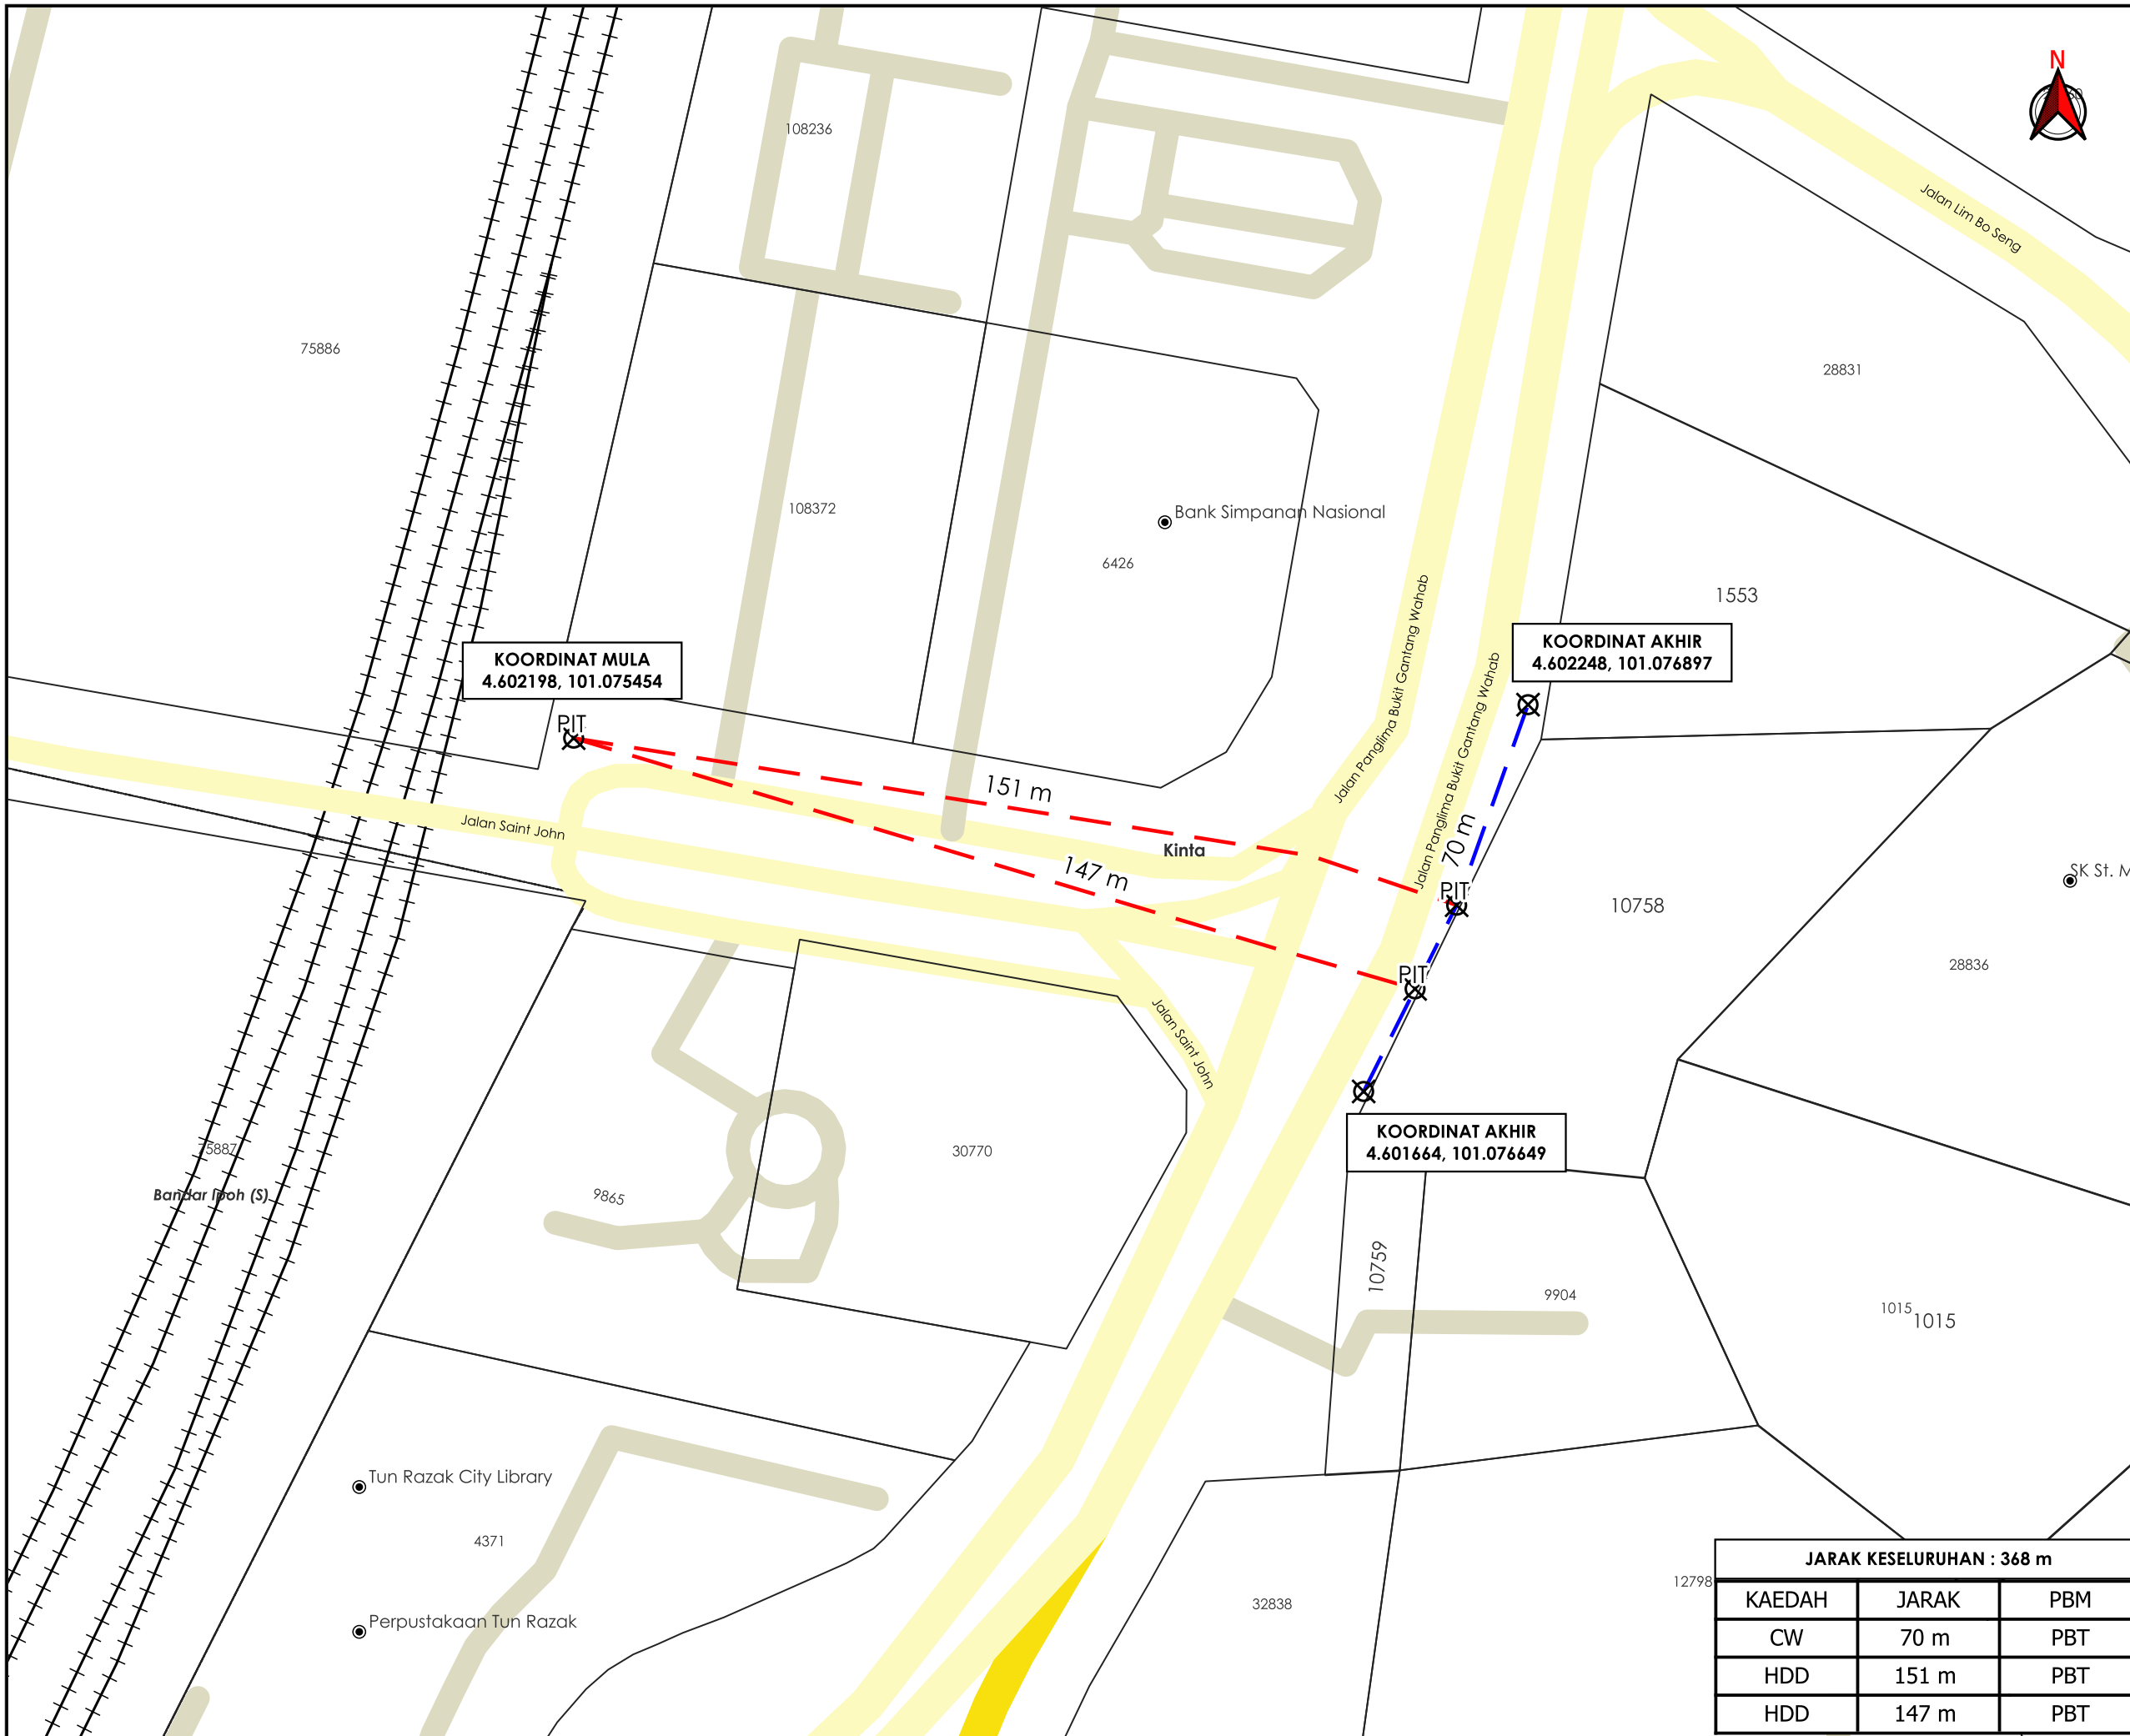 N
108236
Jalan Lim Bo Seng
75886
28831
108372
Bank Simpanan Nasional
6426
1553
Jalan Panglima Bukit Gantang Wahab
Jalan Panglima Bukit Gantang Wahab
KOORDINAT AKHIR
4.602248, 101.076897
KOORDINAT MULA
4.602198, 101.075454
PIT
151 m
Jalan Saint John
Kinta
70 m
147 m
PIT
10758
SK St. M
28836
PIT
Jalan Saint John
KOORDINAT AKHIR
4.601664, 101.076649
75887
30770
Bandar Ipoh (S)
9865
10759
9904
1015
1015
Tun Razak City Library
4371
12798
32838
Perpustakaan Tun Razak
JARAK KESELURUHAN : 368 m
KAEDAH JARAK PBM
CW 70 m PBT
HDD 151 m PBT
HDD 147 m PBT